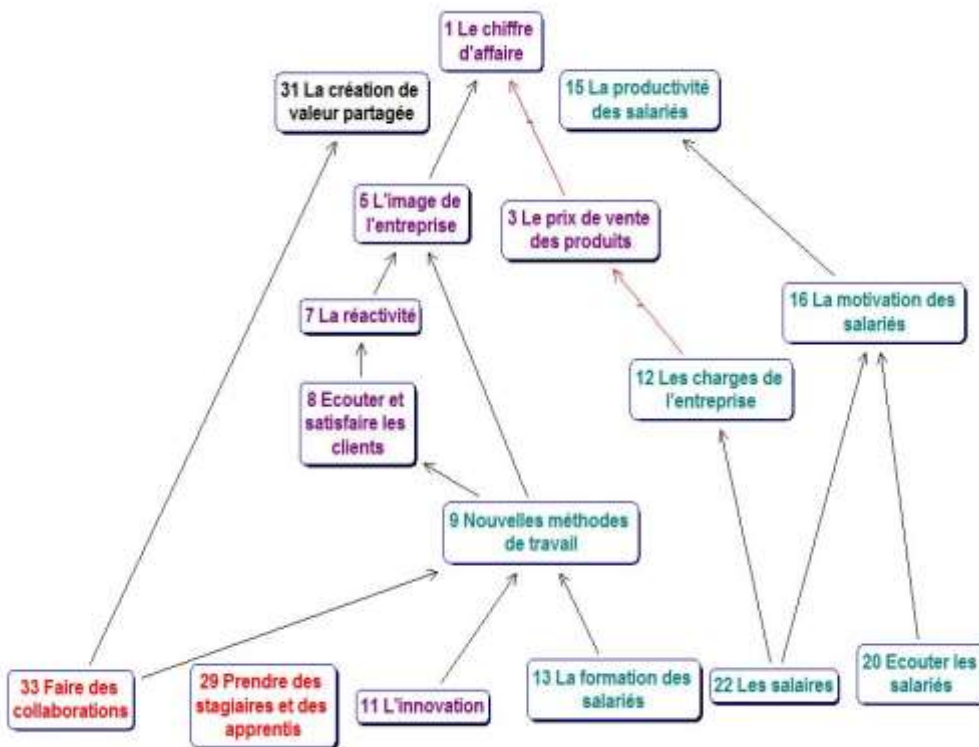 1 Le chiffre
d'affaire
31 La création de
valeur partagée
15 La productivité
des salariés
5 L'image de
l'entreprise
3 Le prix de vente
des produits
7 La réactivité
16 La motivation des
salariés
12 Les charges de
l'entreprise
8 Ecouter et
satisfaire les
clients
9 Nouvelles méthodes
de travail
33 Faire des
collaborations
29 Prendre des
stagiaires et des
apprentis
11 L'innovation
13 La formation des
salariés
22 Les salaires
20 Ecouter les
salariés